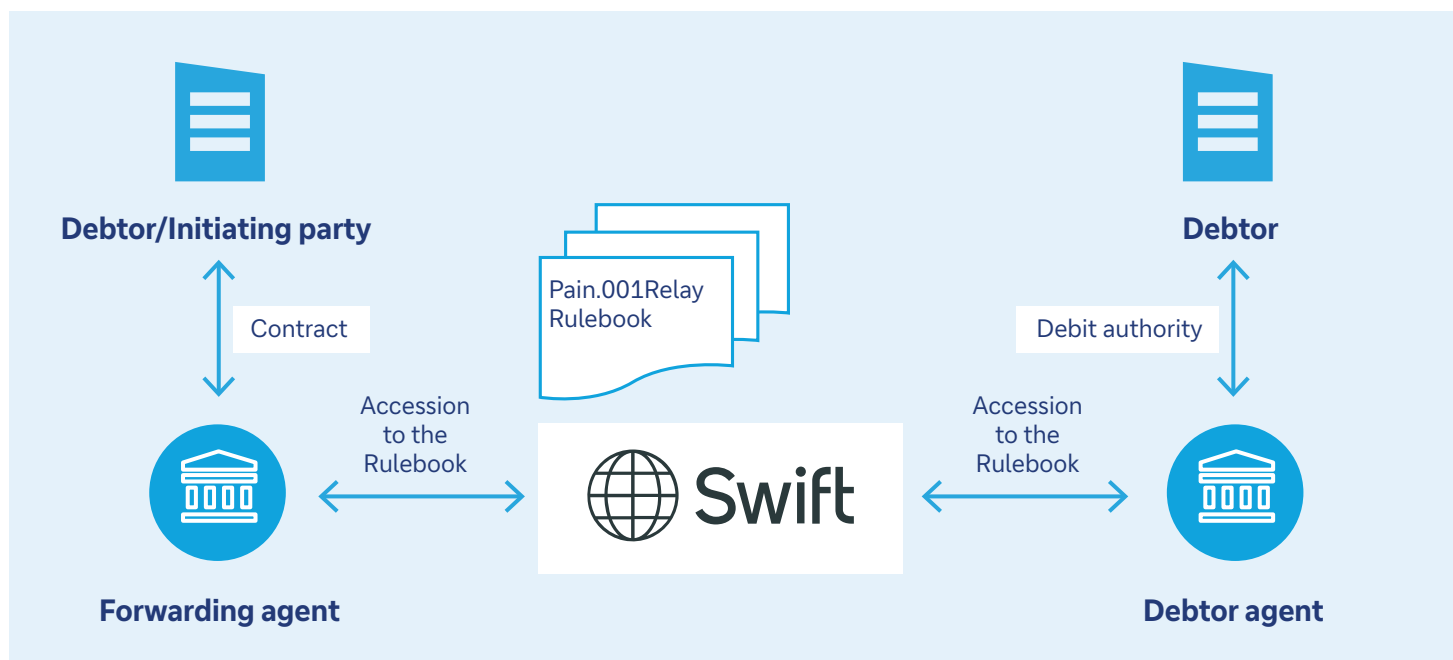 Debtor/Initiating party
Debtor
Pain.001Relay
Rulebook
Contract
Debit authority
Accession
to the
Rulebook
Accession
to the
Rulebook
Swift
Forwarding agent
Debtor agent